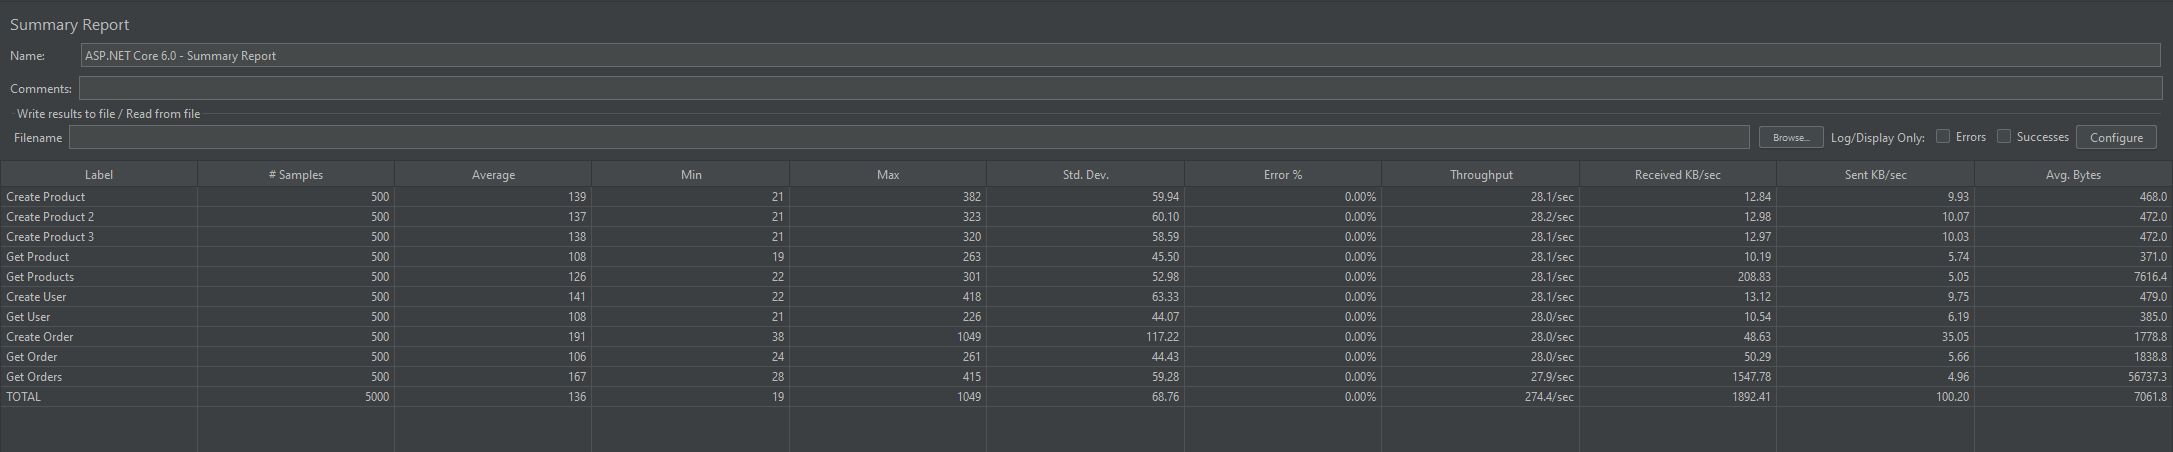 Summary Report
Name: ASP.NET Core 6.0 - Summary Report
Comments:
Write results to file / Read from file
Filename Browse... Log/Display Only: Errors Successes Configure
Label # Samples Average Min Max Std. Dev. Error % Throughput Received KB/sec Sent KB/sec Avg. Bytes
Create Product 500 139 21 382 59.94 0.00% 28.1/sec 12.84 9.93 468.0
Create Product 2 500 137 21 323 60.10 0.00% 28.2/sec 12.98 10.07 472.0
Create Product 3 500 138 21 320 58.59 0.00% 28.1/sec 12.97 10.03 472.0
Get Product 500 108 19 263 45.50 0.00% 28.1/sec 10.19 5.74 371.0
Get Products 500 126 22 301 52.98 0.00% 28.1/sec 208.83 5.05 7616.4
Create User 500 141 22 418 63.33 0.00% 28.1/sec 13.12 9.75 479.0
Get User 500 108 21 226 44.07 0.00% 28.0/sec 10.54 6.19 385.0
Create Order 500 191 38 1049 117.22 0.00% 28.0/sec 48.63 35.05 1778.8
Get Order 500 106 24 261 44.43 0.00% 28.0/sec 50.29 5.66 1838.8
Get Orders 500 167 28 415 59.28 0.00% 27.9/sec 1547.78 4.96 56737.3
TOTAL 5000 136 19 1049 68.76 0.00% 274.4/sec 1892.41 100.20 7061.8